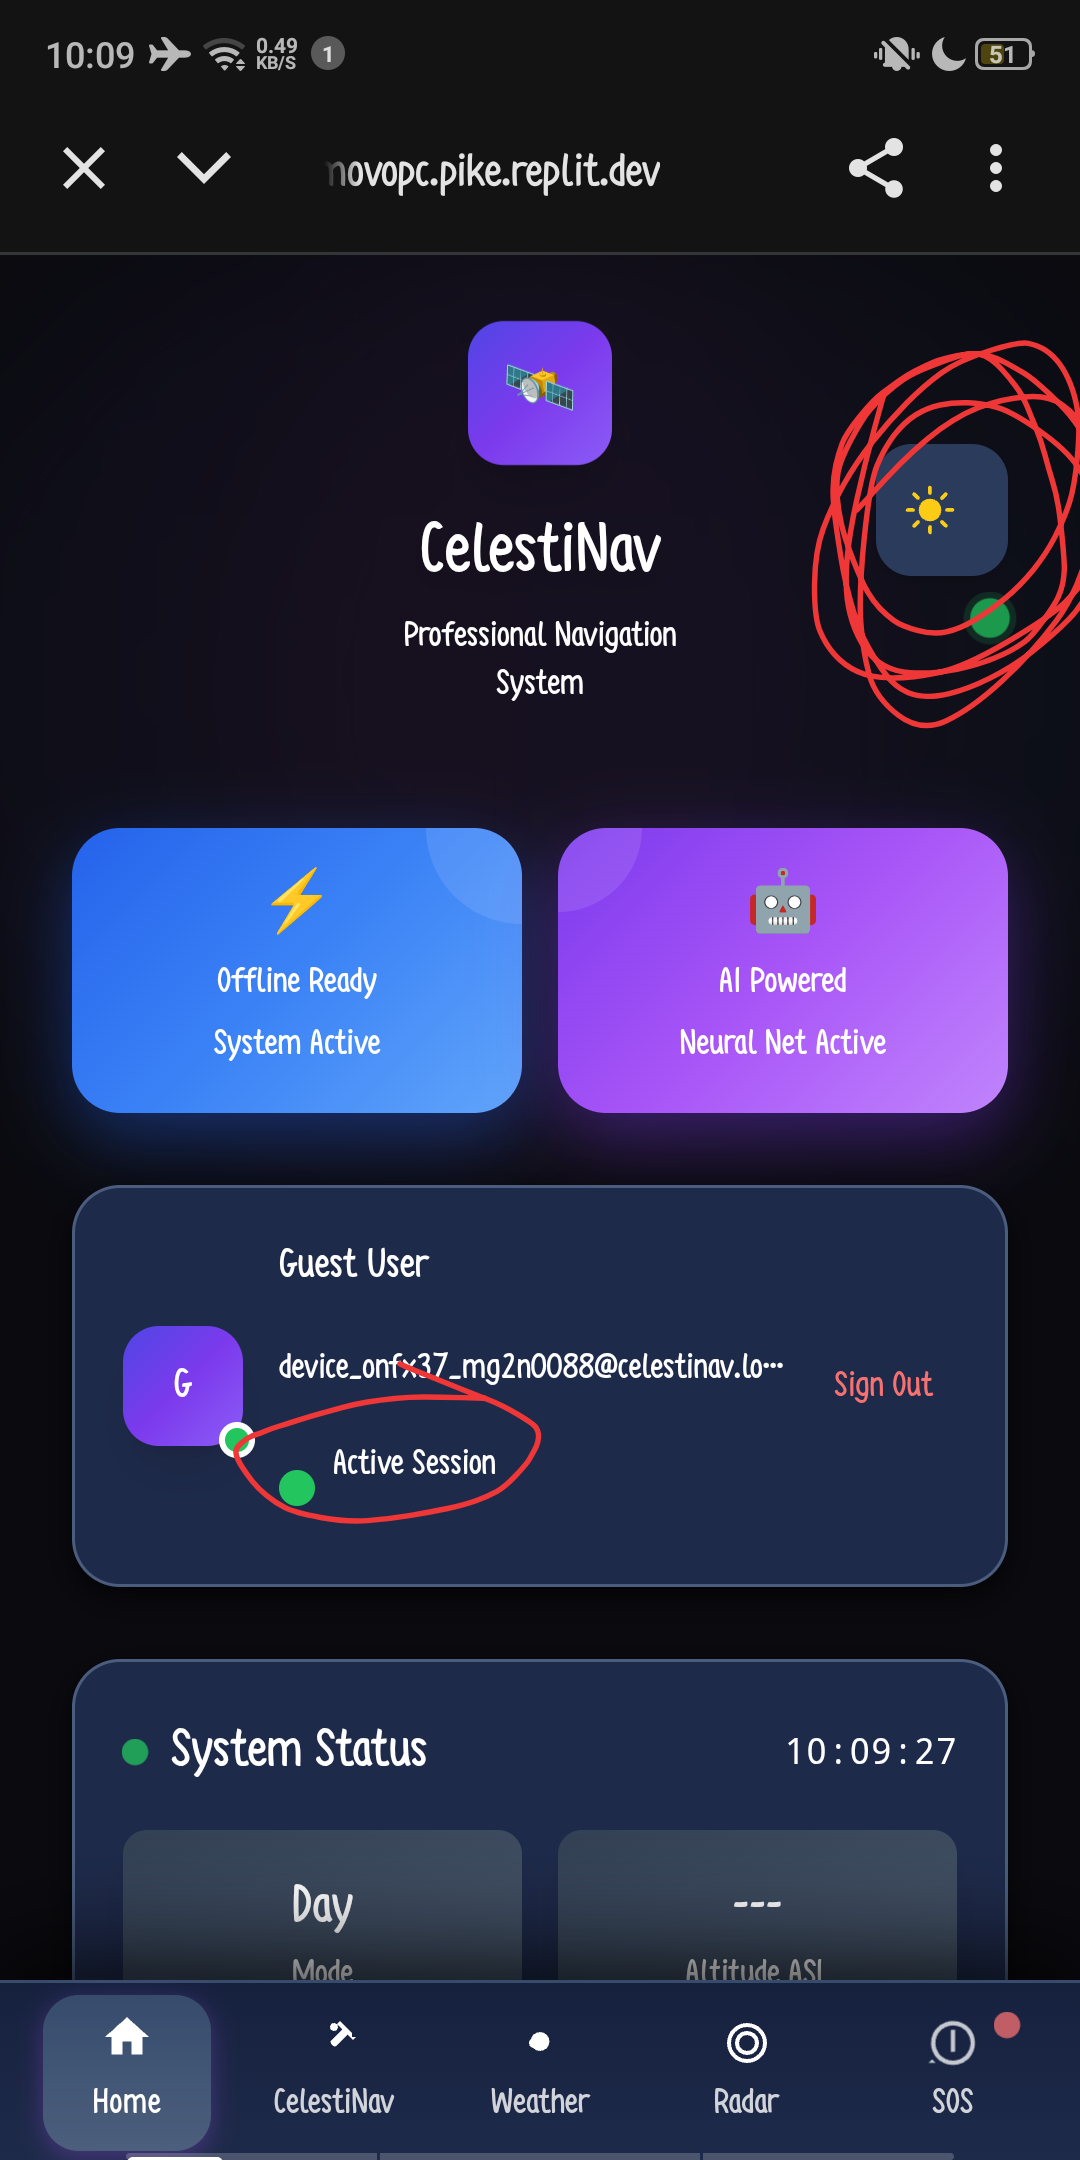 10:09 0.49 KB/S 1 51
novopc.pike.replit.dev
CelestiNav
Professional Navigation
System
Offline Ready
System Active
AI Powered
Neural Net Active
Guest User
G
device_onfx37_mg2n0088@celestinav.lo...
Sign Out
Active Session
System Status 10:09:27
Day ---
Mode Altitude ASL
Home CelestiNav Weather Radar SOS